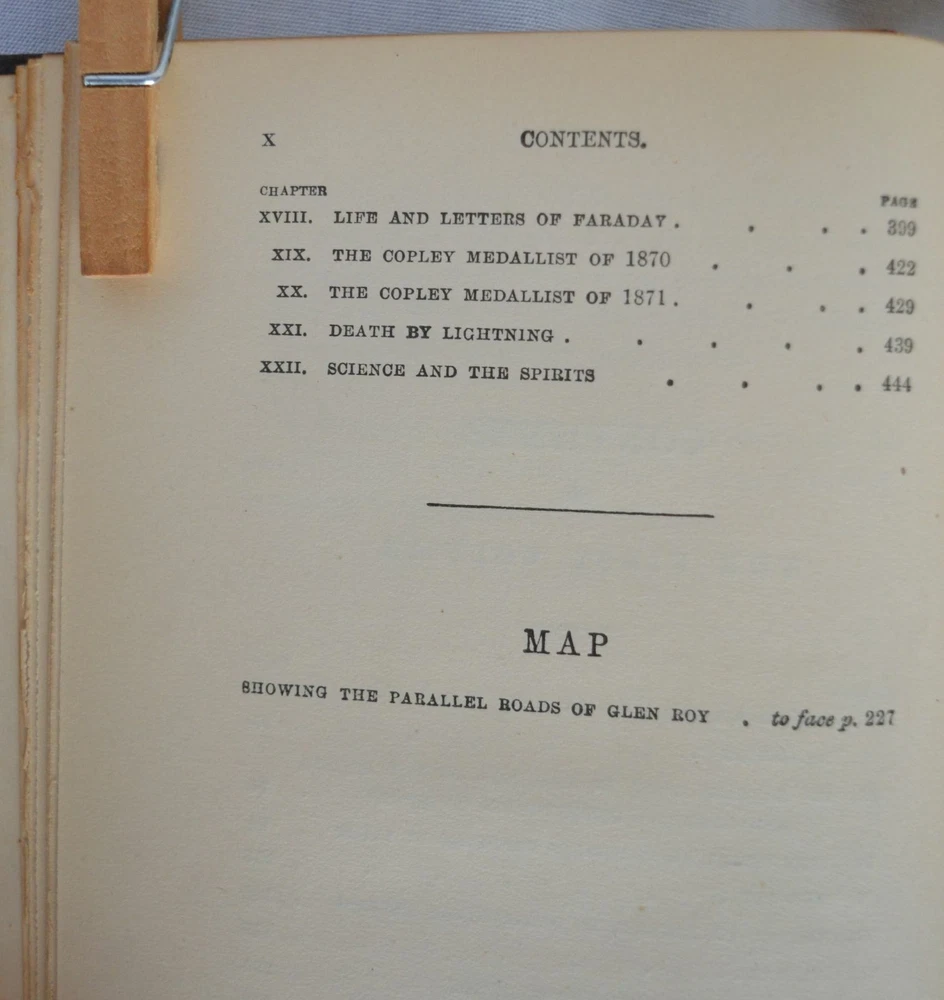 X CONTENTS.
CHAPTER PAGE
XVIII. LIFE AND LETTERS OF FARADAY . . . . 399
XIX. THE COPLEY MEDALLIST OF 1870 . . . 422
XX. THE COPLEY MEDALLIST OF 1871 . . . . 429
XXI. DEATH BY LIGHTNING . . . . . 439
XXII. SCIENCE AND THE SPIRITS . . . . 444
MAP
SHOWING THE PARALLEL ROADS OF GLEN ROY . to face p. 227